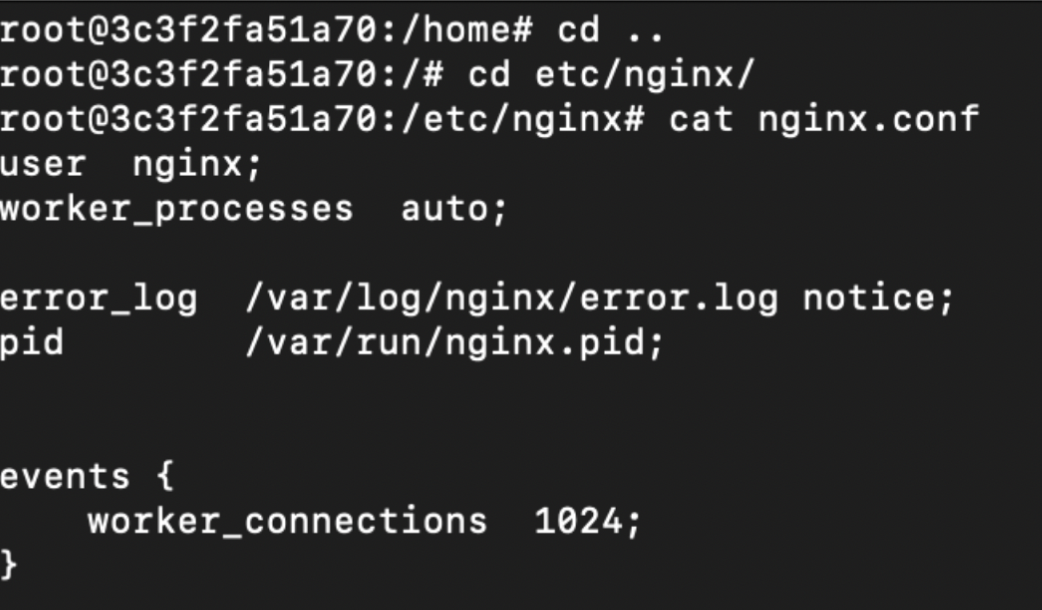 root@3c3f2fa51a70:/home# cd ..
root@3c3f2fa51a70:/# cd etc/nginx/
root@3c3f2fa51a70:/etc/nginx# cat nginx.conf
user  nginx;
worker_processes  auto;

error_log  /var/log/nginx/error.log notice;
pid        /var/run/nginx.pid;


events {
    worker_connections  1024;
}